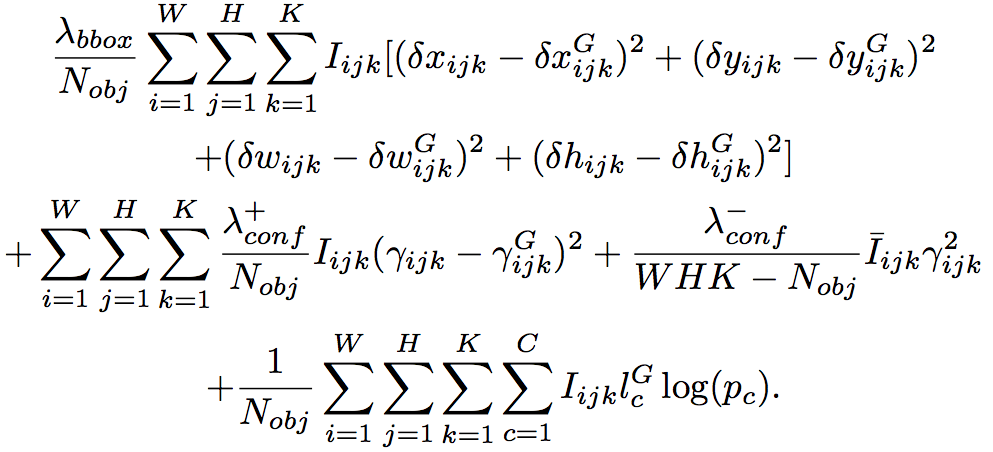 \frac{\lambda_{bbox}}{N_{obj}} \sum_{i=1}^{W} \sum_{j=1}^{H} \sum_{k=1}^{K} I_{ijk}[(\delta x_{ijk} - \delta x_{ijk}^{G})^2 + (\delta y_{ijk} - \delta y_{ijk}^{G})^2
+(\delta w_{ijk} - \delta w_{ijk}^{G})^2 + (\delta h_{ijk} - \delta h_{ijk}^{G})^2]
+ \sum_{i=1}^{W} \sum_{j=1}^{H} \sum_{k=1}^{K} \frac{\lambda_{conf}^{+}}{N_{obj}} I_{ijk}(\gamma_{ijk} - \gamma_{ijk}^{G})^2 + \frac{\lambda_{conf}^{-}}{WHK - N_{obj}} \bar{I}_{ijk} \gamma_{ijk}^2
+ \frac{1}{N_{obj}} \sum_{i=1}^{W} \sum_{j=1}^{H} \sum_{k=1}^{K} \sum_{c=1}^{C} I_{ijk} l_c^{G} \log(p_c).